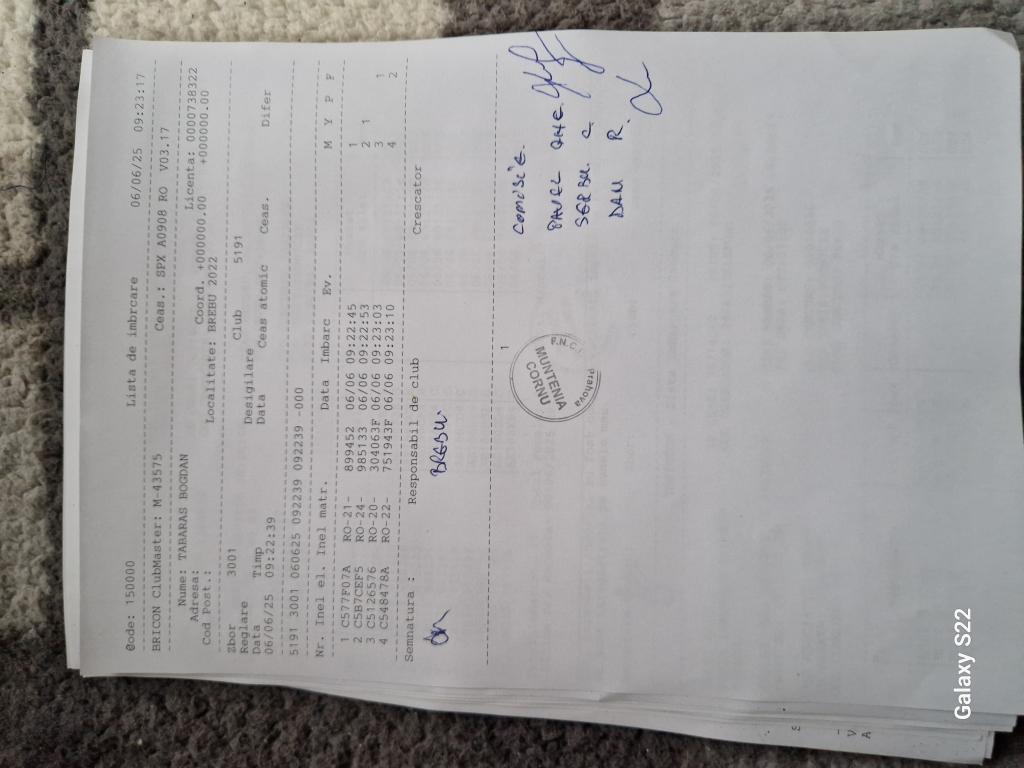 @ode: 150000 Lista de imbrcare 06/06/25 09:23:17
BRICON ClubMaster: M-43575 Ceas.: SPX A0908 RO V03.17
Nume: TABARAS BOGDAN Licenta: 0000738322
Adresa: Coord. +000000.00 +000000.00
Cod Post.: Localitate: BREBU 2022
Zbor 3001 Club 5191
Reglare Desigilare
Data Timp Data Ceas atomic Ceas. Difer
06/06/25 09:22:39
5191 3001 060625 092239 092239 -000
Nr. Inel el. Inel matr. Data Imbarc Ev. M Y P F
1 C577F07A RO-21- 899452 06/06 09:22:45 1
2 C5B7CEF5 RO-24- 985133 06/06 09:22:53 2 1
3 C5126576 RO-20- 304063F 06/06 09:23:03 3 1
4 C548478A RO-22- 751943F 06/06 09:23:10 4 2
Semnatura : Responsabil de club Crescator
BREBU
1
F.N.C.
MUNTENIA
CORNU
Prahova
COMISIE.
PAVEL GHE.
SERBU. C
DAN R.
Galaxy S22